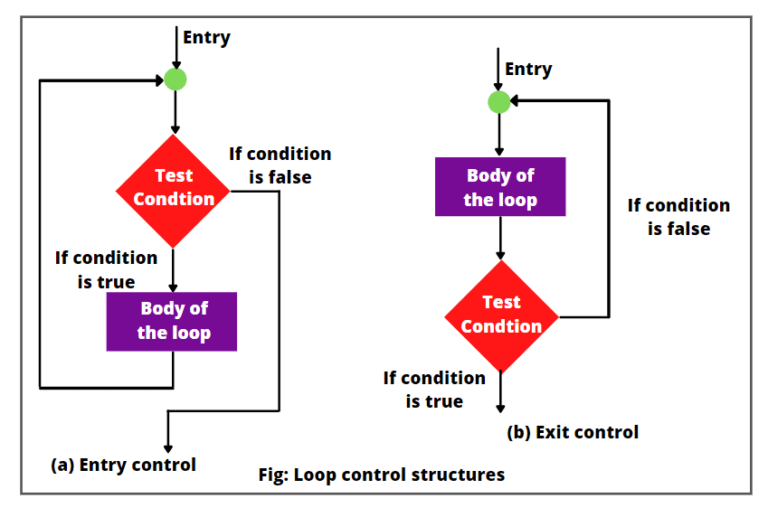 Entry
If condition
is false
Test
Condtion
If condition
is true
Body of
the loop
(a) Entry control
Entry
Body of
the loop
If condition
is false
Test
Condtion
If condition
is true
(b) Exit control
Fig: Loop control structures